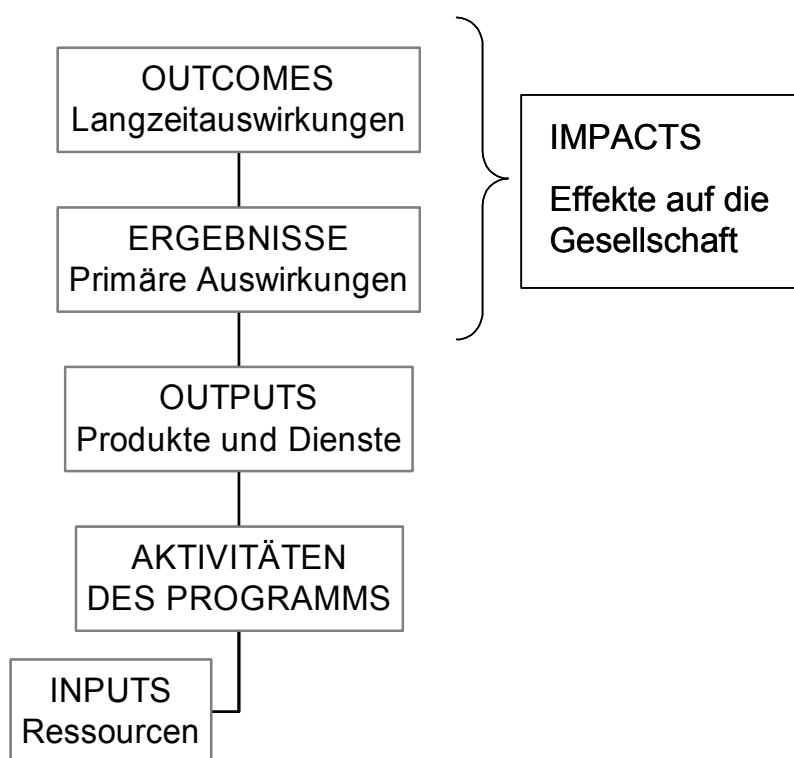 OUTCOMES
Langzeitauswirkungen
IMPACTS
Effekte auf die
Gesellschaft
ERGEBNISSE
Primäre Auswirkungen
OUTPUTS
Produkte und Dienste
AKTIVITÄTEN
DES PROGRAMMS
INPUTS
Ressourcen